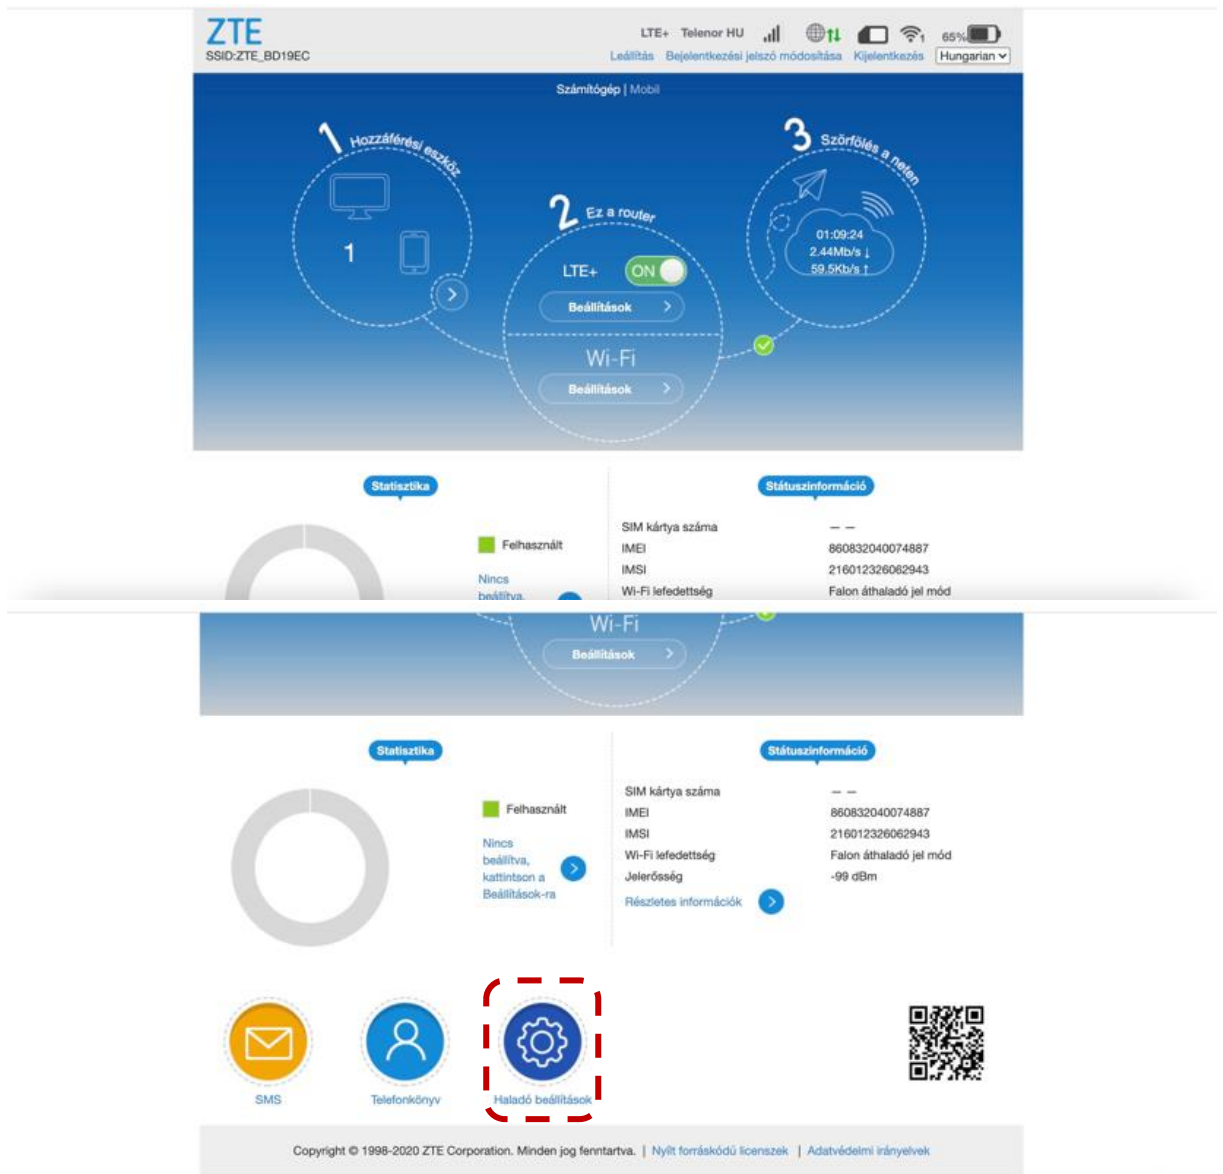 ZTE
SSID:ZTE_BD19EC
LTE+ Telenor HU 1 65%
Leállítás Bejelentkezési jelszó módosítása Kijelentkezés Hungarian
Számítógép | Mobil
1 Hozzáférési eszköz
1
2 Ez a router
LTE+ ON
Beállítások
Wi-Fi
Beállítások
3 Szörfölés a neten
01:09:24
2.44Mb/s ↓
59.5Kb/s ↑
Statisztika
Felhasznált
Nincs
beállítva,
Státuszinformáció
SIM kártya száma — —
IMEI 860832040074887
IMSI 216012326062943
Wi-Fi lefedettség Falon áthaladó jel mód
Wi-Fi
Beállítások
Statisztika
Felhasznált
Nincs
beállítva,
kattintson a
Beállítások-ra
Státuszinformáció
SIM kártya száma — —
IMEI 860832040074887
IMSI 216012326062943
Wi-Fi lefedettség Falon áthaladó jel mód
Jelerősség -99 dBm
Részletes információk
SMS
Telefonkönyv
Haladó beállítások
Copyright © 1998-2020 ZTE Corporation. Minden jog fenntartva. | Nyílt forráskódú licenszek | Adatvédelmi irányelvek